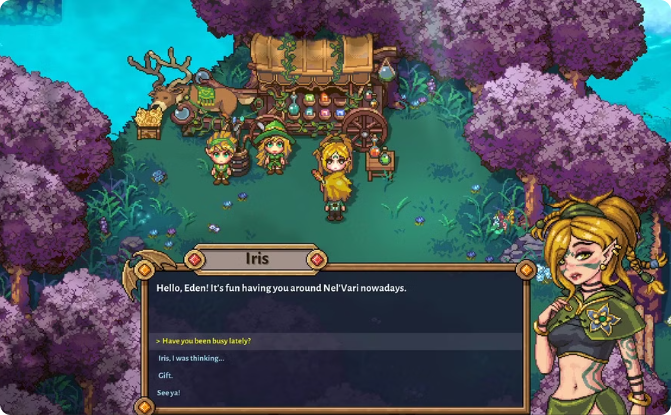 Iris
Hello, Eden! It's fun having you around Nel'Vari nowadays.
> Have you been busy lately?
Iris, I was thinking...
Gift.
See ya!